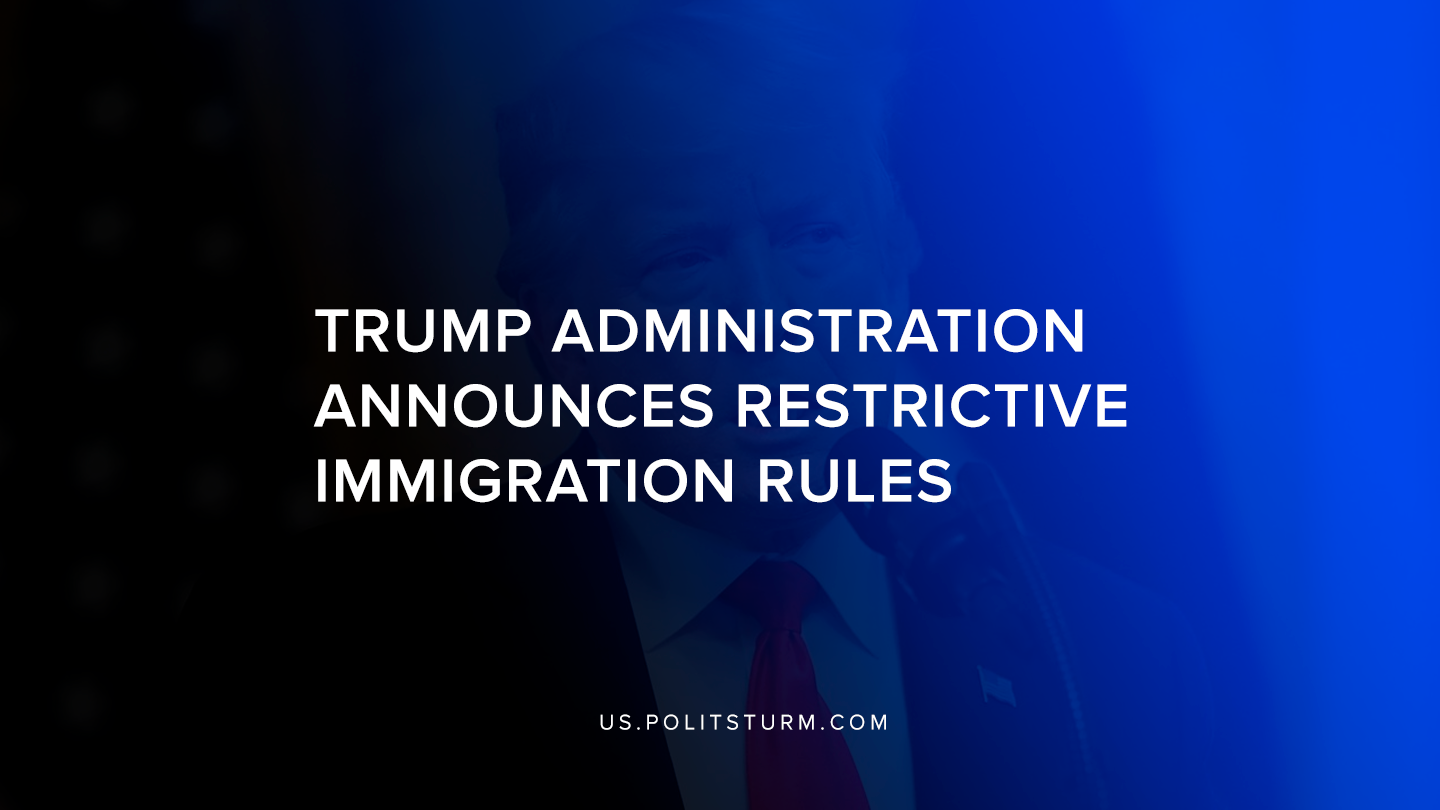 TRUMP ADMINISTRATION
ANNOUNCES RESTRICTIVE
IMMIGRATION RULES
US.POLITSTURM.COM